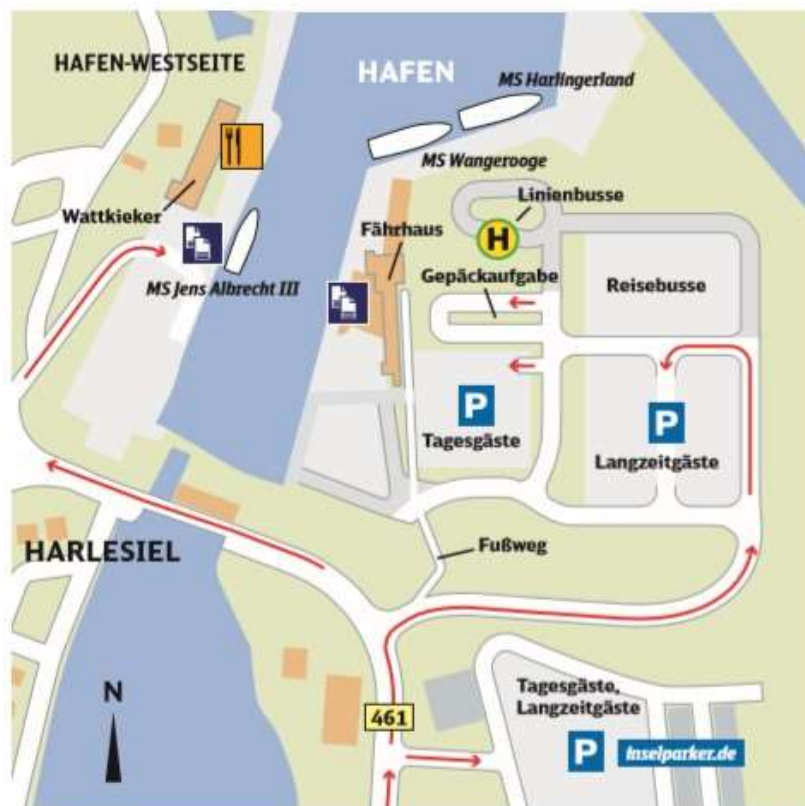 HAFEN-WESTSEITE
HAFEN
MS Harlingerland
MS Wangerooge
Linienbusse
Wattkieker
Fährhaus
H
Gepäckaufgabe
Reisebusse
MS Jens Albrecht III
P
Tagesgäste
P
Langzeitgäste
HARLESIEL
Fußweg
N
461
Tagesgäste,
Langzeitgäste
P
Inselparker.de